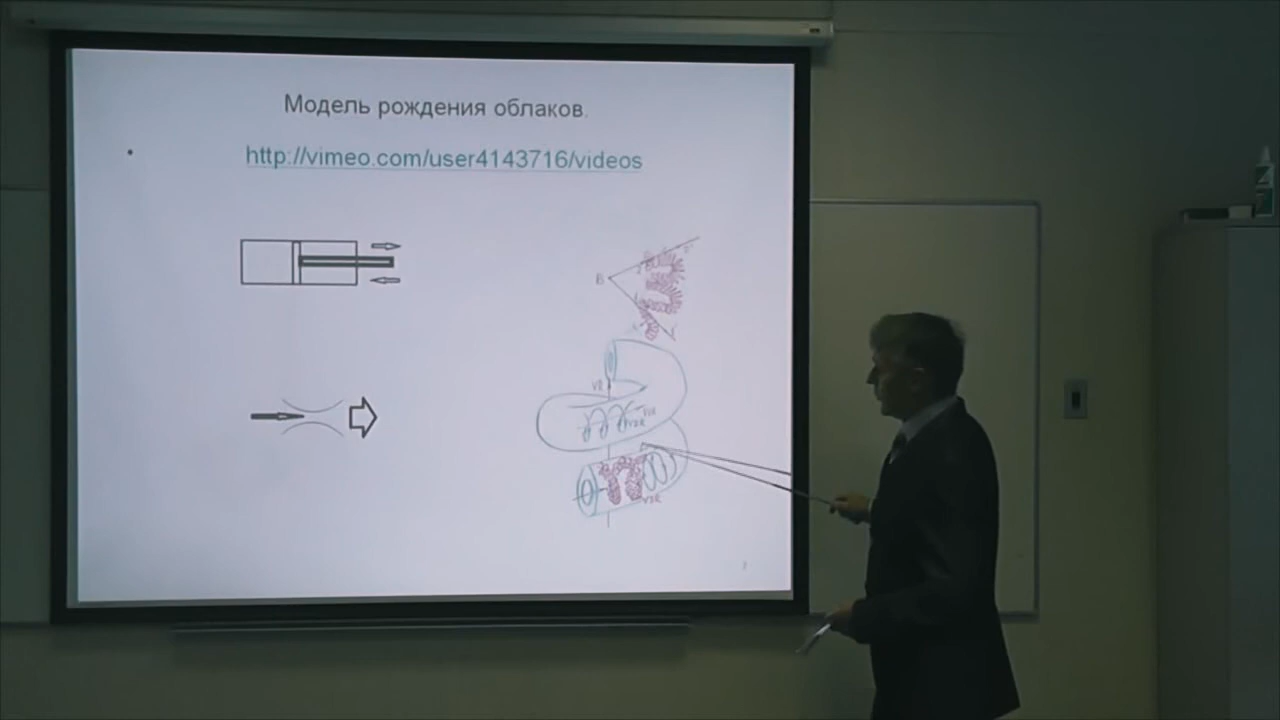 Модель рождения облаков.
http://vimeo.com/user4143716/videos
B